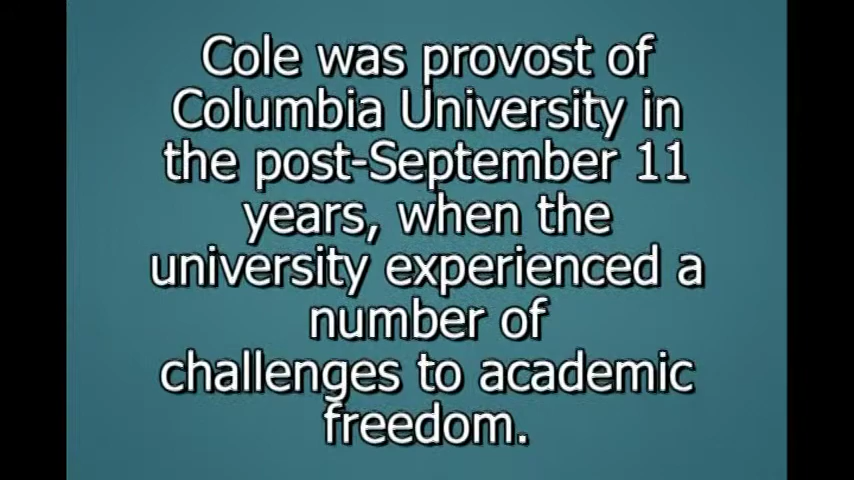 Cole was provost of
Columbia University in
the post-September 11
years, when the
university experienced a
number of
challenges to academic
freedom.